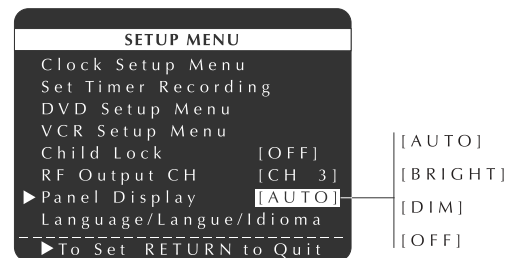 SETUP MENU
Clock Setup Menu
Set Timer Recording
DVD Setup Menu
VCR Setup Menu
Child Lock [OFF]
RF Output CH [CH 3]
▶Panel Display [AUTO]
Language/Langue/Idioma
▶To Set RETURN to Quit
[AUTO]
[BRIGHT]
[DIM]
[OFF]